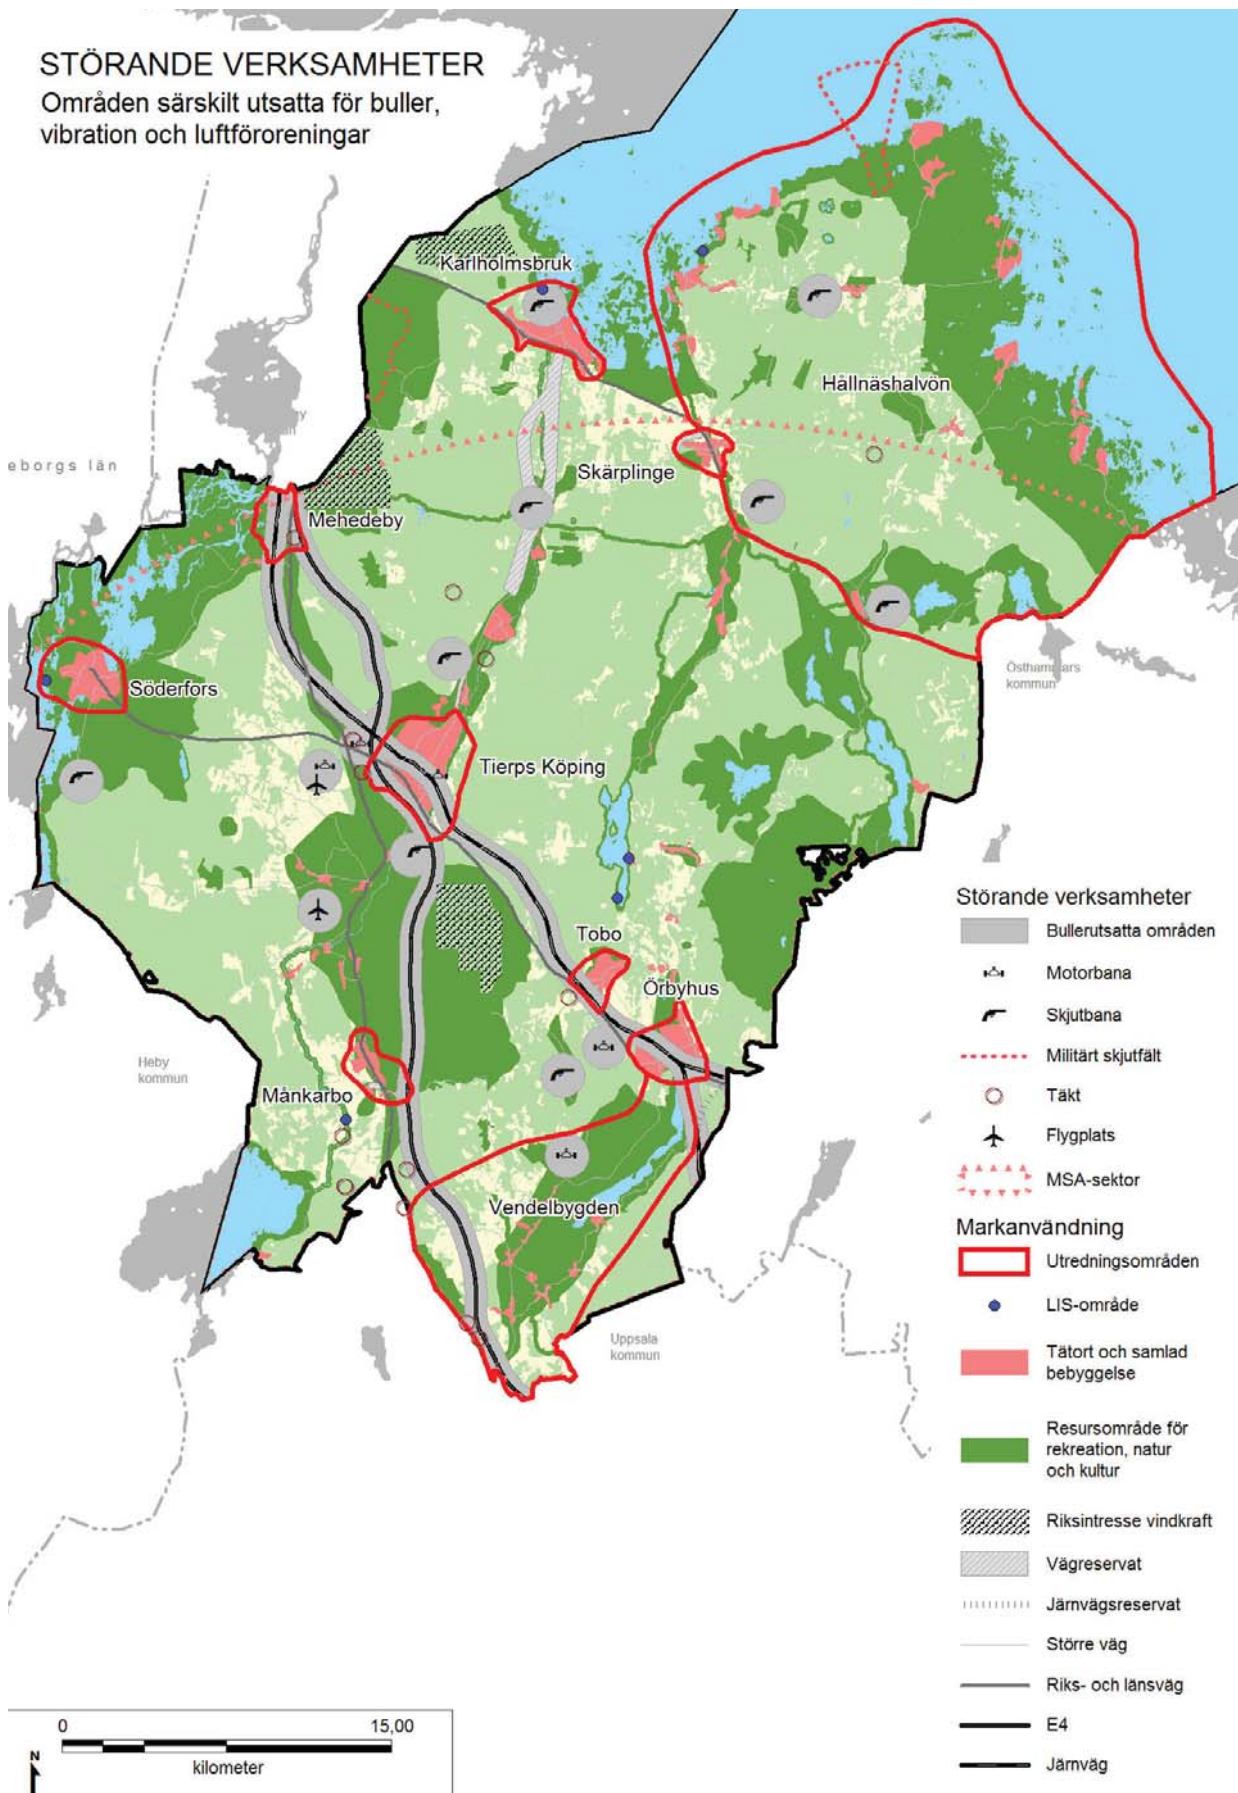 STÖRANDE VERKSAMHETER
Områden särskilt utsatta för buller,
vibration och luftföroreningar
Karlholmsbruk
Hållnäshalvön
eborgs län
Skärplinge
Mehedeby
Söderfors
Östhammars
kommun
Tierps Köping
Tobo
Örbyhus
Heby
kommun
Månkarbo
Vendelbygden
Uppsala
kommun
Störande verksamheter
Bullerutsatta områden
Motorbana
Skjutbana
Militärt skjutfält
Täkt
Flygplats
MSA-sektor
Markanvändning
Utredningsområden
LIS-område
Tätort och samlad
bebyggelse
Resursområde för
rekreation, natur
och kultur
Riksintresse vindkraft
Vägreservat
Järnvägsreservat
Större väg
Riks- och länsväg
E4
Järnväg
0 15,00
kilometer
N